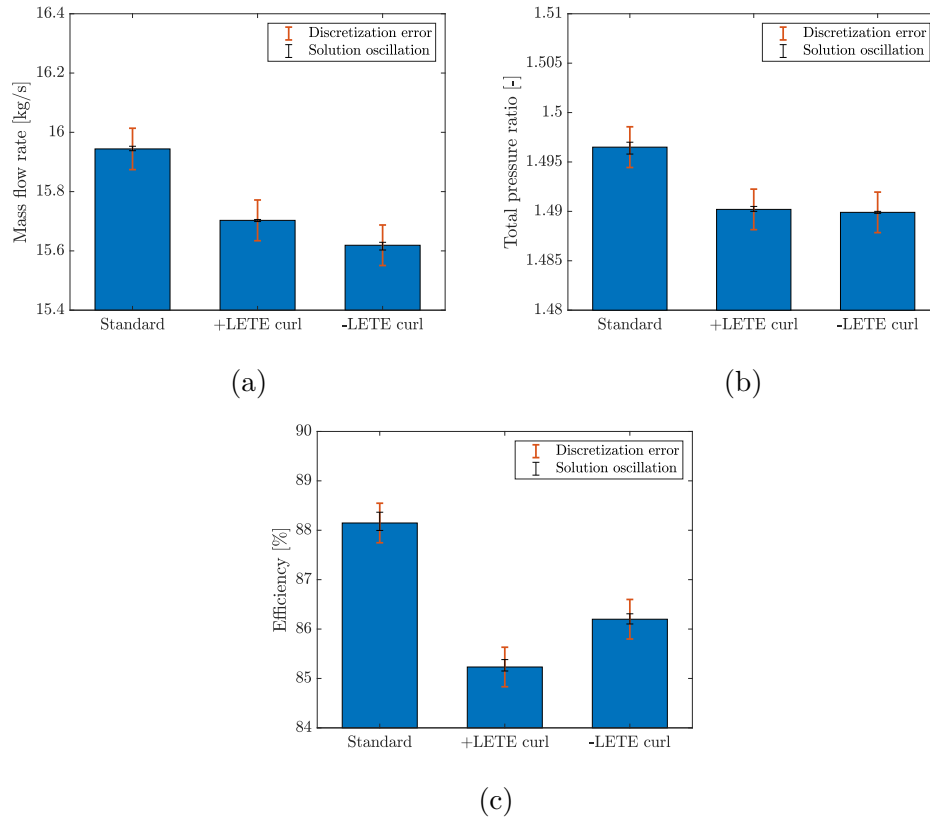 16.4
16.2
16
15.8
15.6
15.4
Mass flow rate [kg/s]
Discretization error
Solution oscillation
Standard
+LETE curl
-LETE curl
(a)
1.51
1.505
1.5
1.495
1.49
1.485
1.48
Total pressure ratio [-]
Discretization error
Solution oscillation
Standard
+LETE curl
-LETE curl
(b)
90
89
88
87
86
85
84
Efficiency [%]
Discretization error
Solution oscillation
Standard
+LETE curl
-LETE curl
(c)